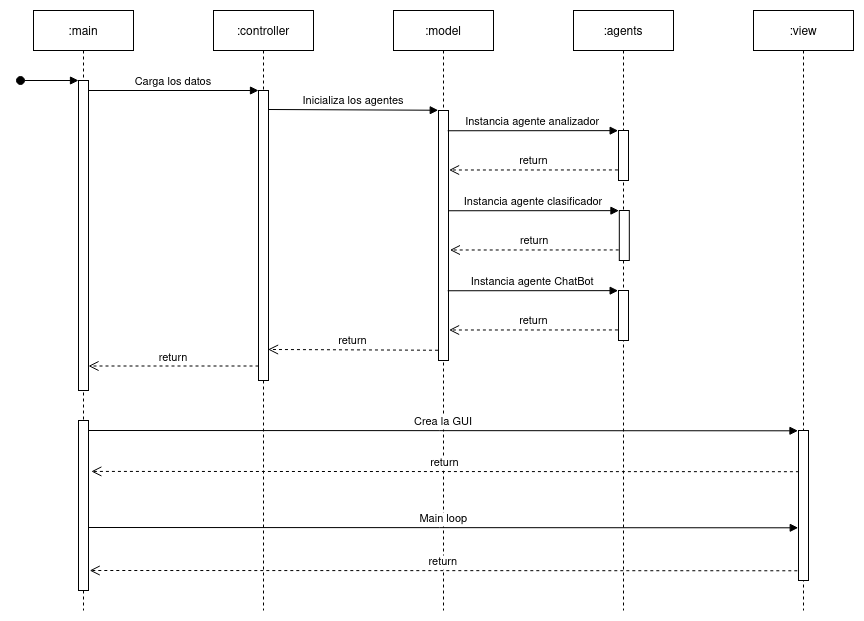 :main
:controller
:model
:agents
:view
Carga los datos
Inicializa los agentes
Instancia agente analizador
return
Instancia agente clasificador
return
Instancia agente ChatBot
return
return
return
Crea la GUI
return
Main loop
return